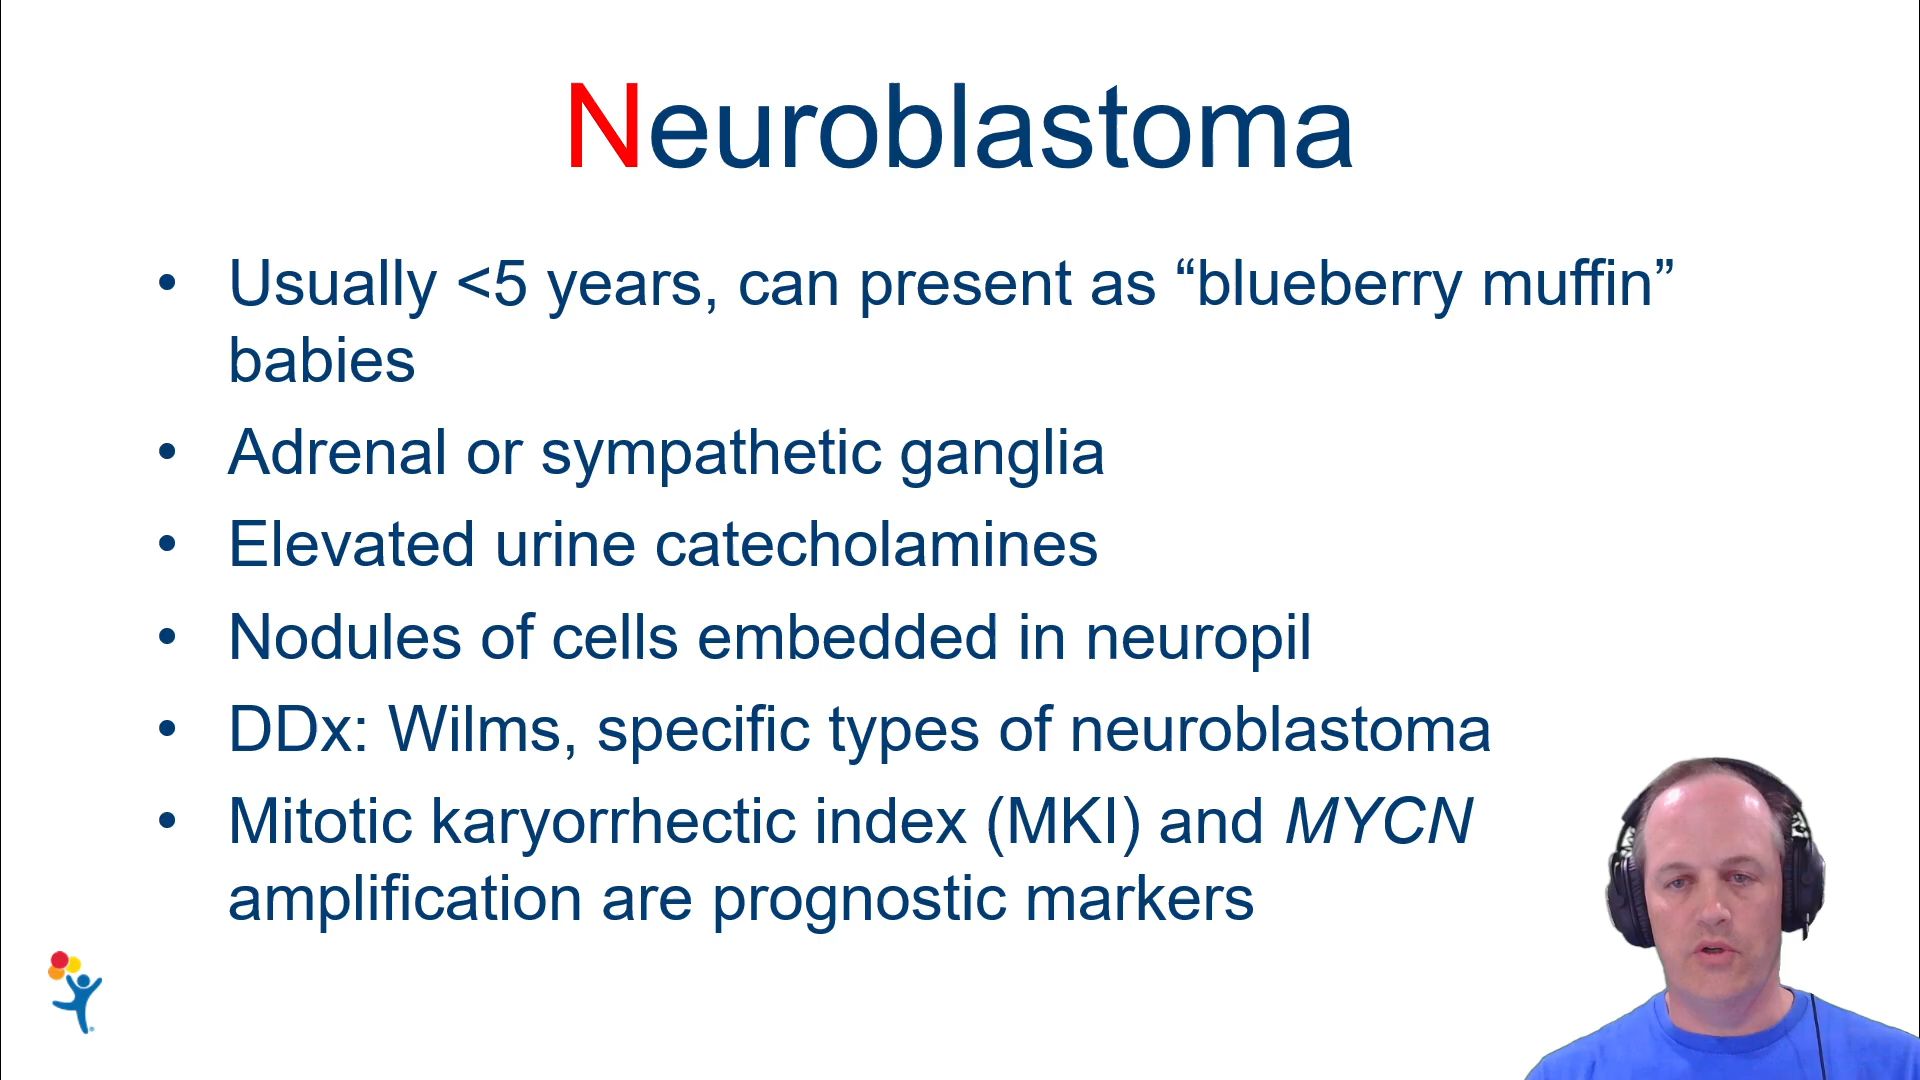 Neuroblastoma
• Usually <5 years, can present as “blueberry muffin”
babies
• Adrenal or sympathetic ganglia
• Elevated urine catecholamines
• Nodules of cells embedded in neuropil
• DDx: Wilms, specific types of neuroblastoma
• Mitotic karyorrhectic index (MKI) and MYCN
amplification are prognostic markers